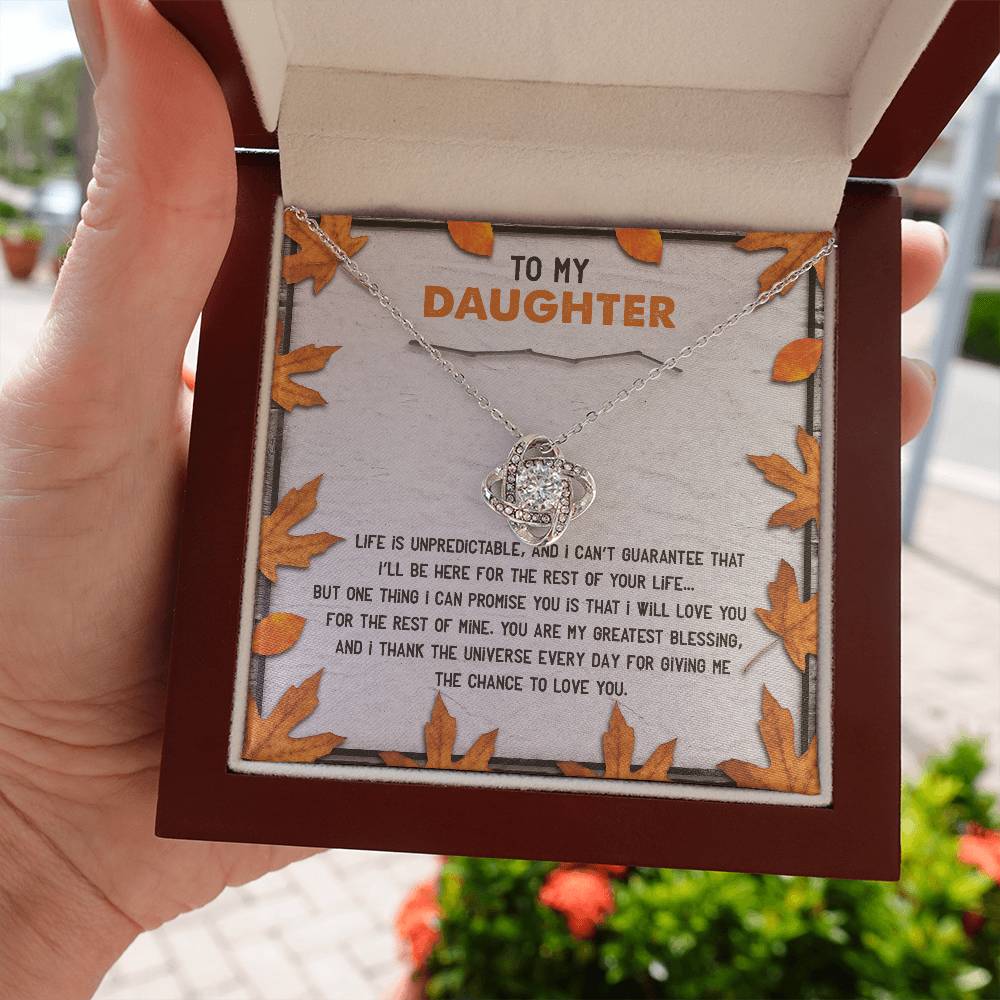 TO MY
DAUGHTER
LIFE IS UNPREDICTABLE, AND I CAN'T GUARANTEE THAT
I'LL BE HERE FOR THE REST OF YOUR LIFE...
BUT ONE THING I CAN PROMISE YOU IS THAT I WILL LOVE YOU
FOR THE REST OF MINE. YOU ARE MY GREATEST BLESSING,
AND I THANK THE UNIVERSE EVERY DAY FOR GIVING ME
THE CHANCE TO LOVE YOU.